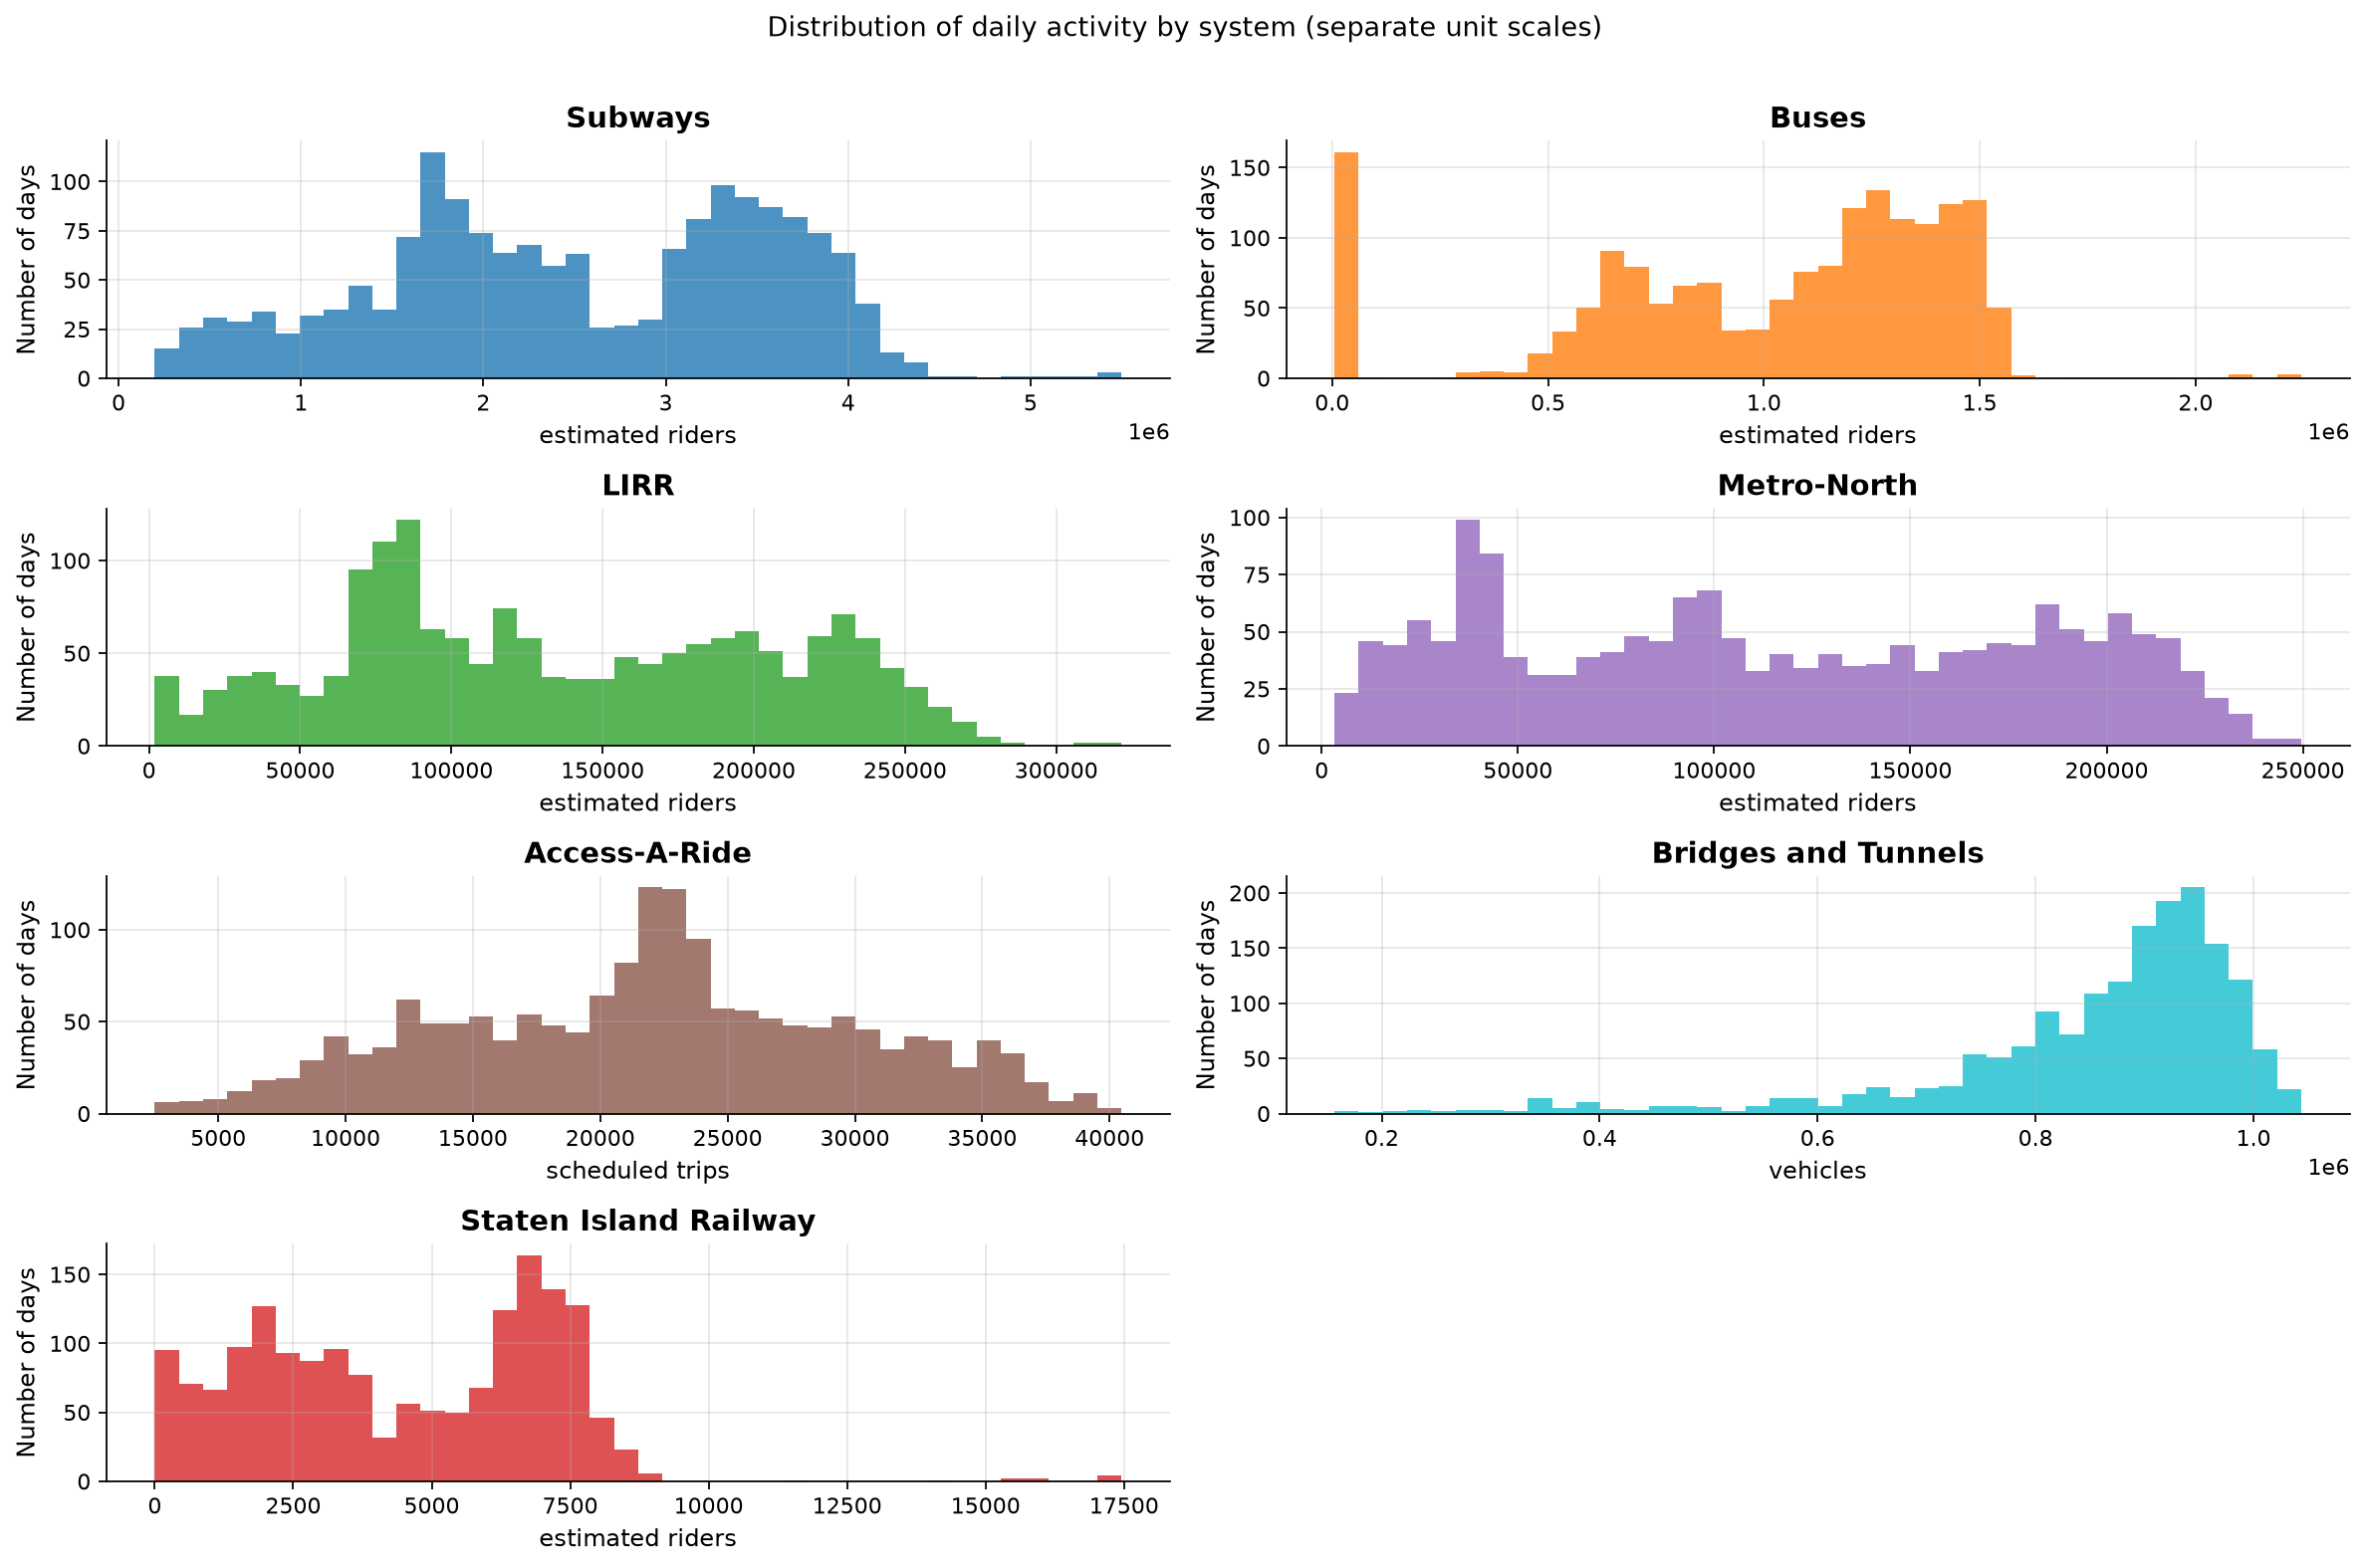 Distribution of daily activity by system (separate unit scales)
Subways
Number of days
100
75
50
25
0
0 1 2 3 4 5
1e6
estimated riders
Buses
Number of days
150
100
50
0
0.0 0.5 1.0 1.5 2.0
1e6
estimated riders
LIRR
Number of days
100
50
0
0 50000 100000 150000 200000 250000 300000
estimated riders
Metro-North
Number of days
100
75
50
25
0
0 50000 100000 150000 200000 250000
estimated riders
Access-A-Ride
Number of days
100
50
0
5000 10000 15000 20000 25000 30000 35000 40000
scheduled trips
Bridges and Tunnels
Number of days
200
150
100
50
0
0.2 0.4 0.6 0.8 1.0
1e6
vehicles
Staten Island Railway
Number of days
150
100
50
0
0 2500 5000 7500 10000 12500 15000 17500
estimated riders